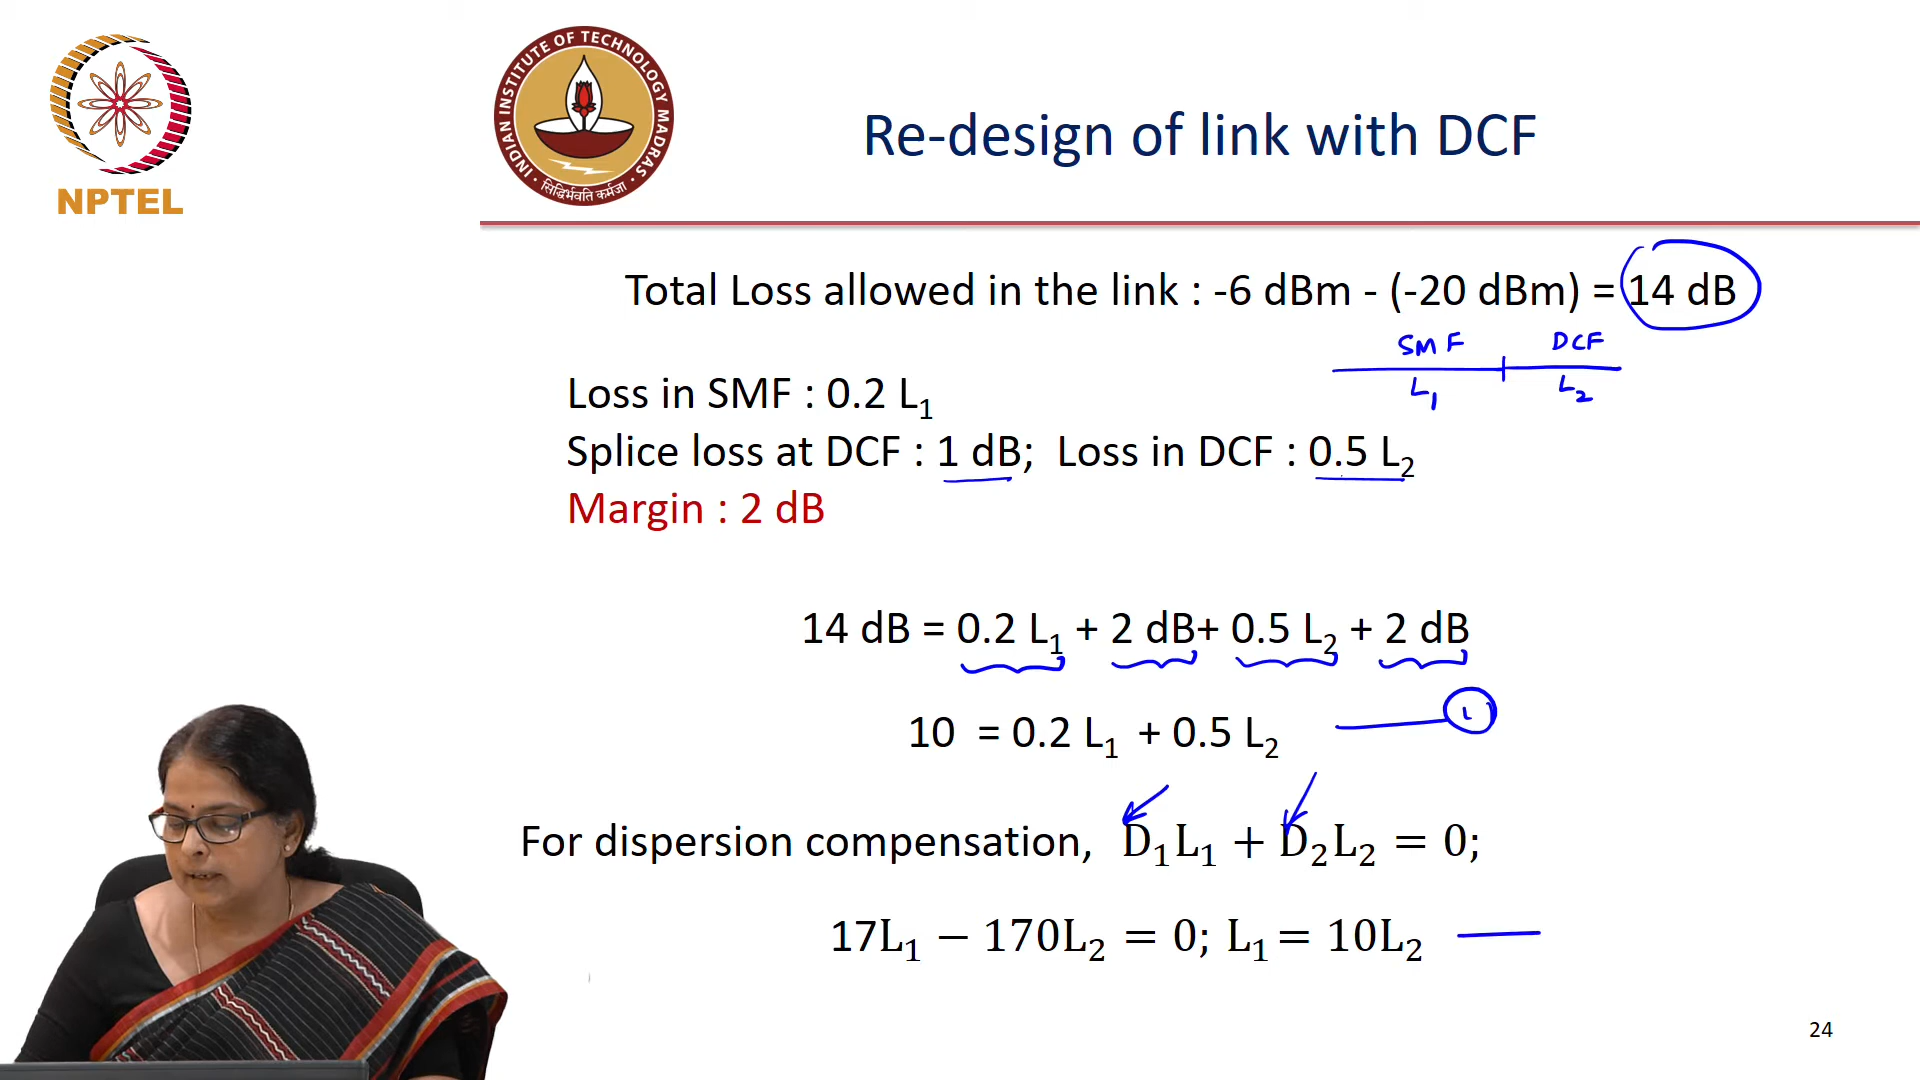 NPTEL
INDIAN INSTITUTE OF TECHNOLOGY MADRAS
सिद्धिर्भवति कर्मजा
Re-design of link with DCF
Total Loss allowed in the link : -6 dBm - (-20 dBm) = 14 dB
SMF DCF
L₁ L₂
Loss in SMF : 0.2 L₁
Splice loss at DCF : 1 dB; Loss in DCF : 0.5 L₂
Margin : 2 dB
14 dB = 0.2 L₁ + 2 dB+ 0.5 L₂ + 2 dB
10 = 0.2 L₁ + 0.5 L₂
For dispersion compensation, D₁L₁ + D₂L₂ = 0;
17L₁ − 170L₂ = 0; L₁ = 10L₂
24